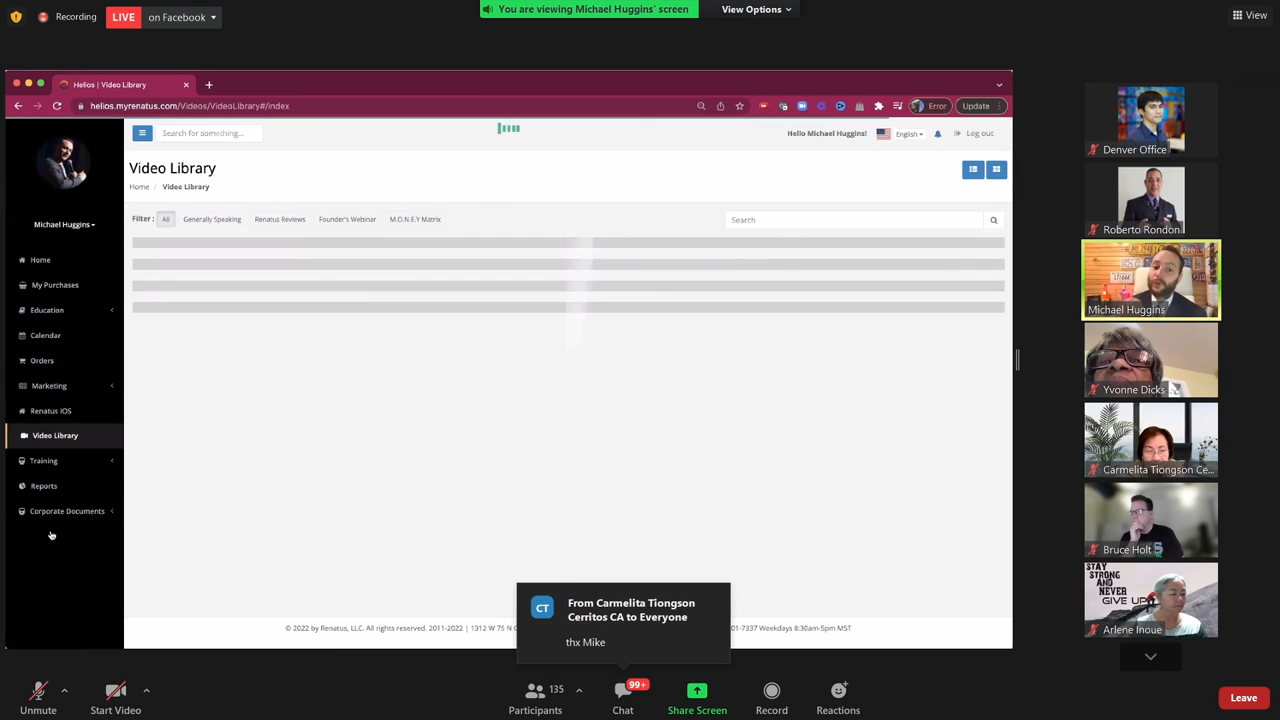 Recording
LIVE
on Facebook
You are viewing Michael Huggins' screen
View Options
View
Helios | Video Library
helios.myrenatus.com/Videos/VideoLibrary#/index
Error
Update
Search for something...
Hello Michael Huggins!
English
Log out
Video Library
Home / Video Library
Michael Huggins
Filter : All Generally Speaking Renatus Reviews Founder's Webinar M.O.N.E.Y Matrix
Search
Home
My Purchases
Education
Calendar
Orders
Marketing
Renatus IOS
Video Library
Training
Reports
Corporate Documents
© 2022 by Renatus, LLC. All rights reserved. 2011-2022 | 1312 W 75 N
01-7337 Weekdays 8:30am-5pm MST
CT
From Carmelita Tiongson
Cerritos CA to Everyone
thx Mike
Denver Office
Roberto Rondon
Michael Huggins
Yvonne Dicks
Carmelita Tiongson Ce...
Bruce Holt
STAY
STRONG
AND
NEVER
GIVE UP
Arlene Inoue
Unmute
Start Video
135
Participants
99+
Chat
Share Screen
Record
Reactions
Leave